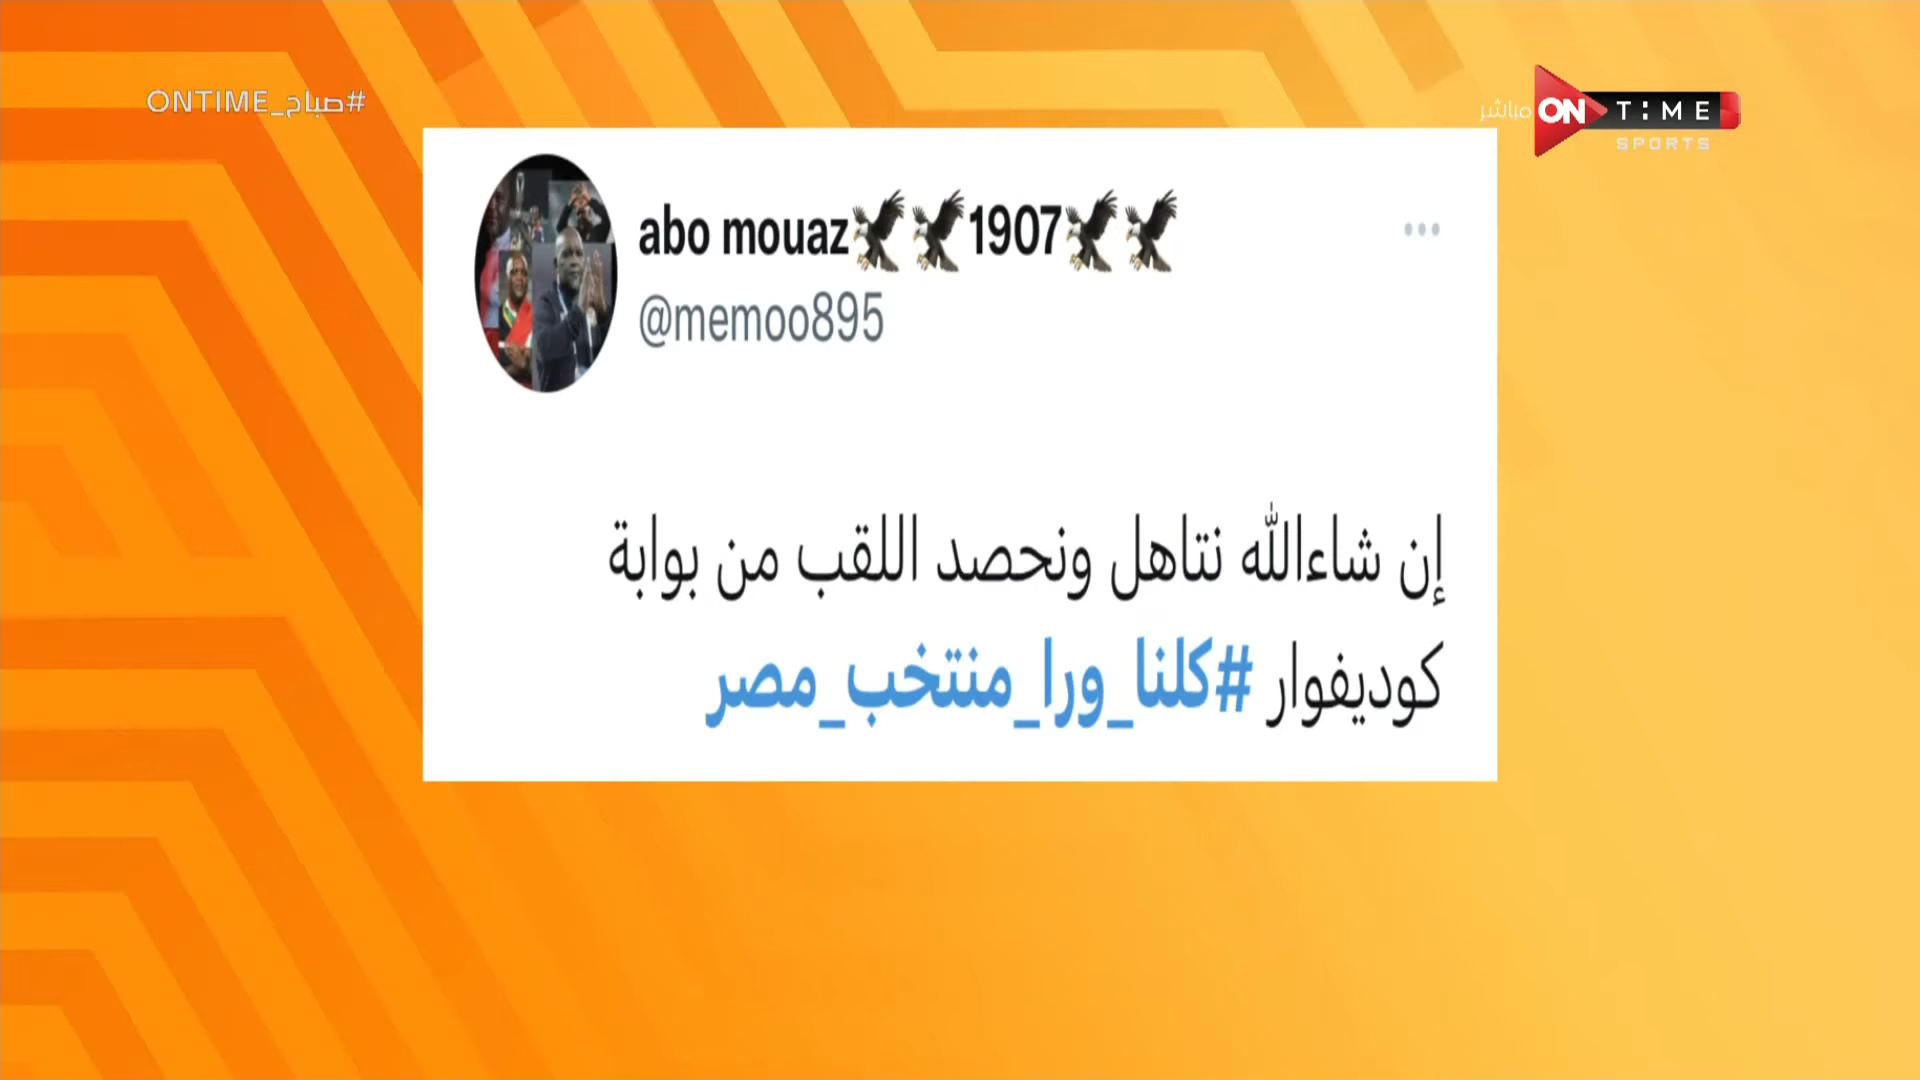 #صباح_ONTIME
مباشر ON TIME
SPORTS
abo mouaz🦅🦅1907🦅🦅
@memoo895
إن شاءالله نتاهل ونحصد اللقب من بوابة
كوديفوار #كلنا_ورا_منتخب_مصر